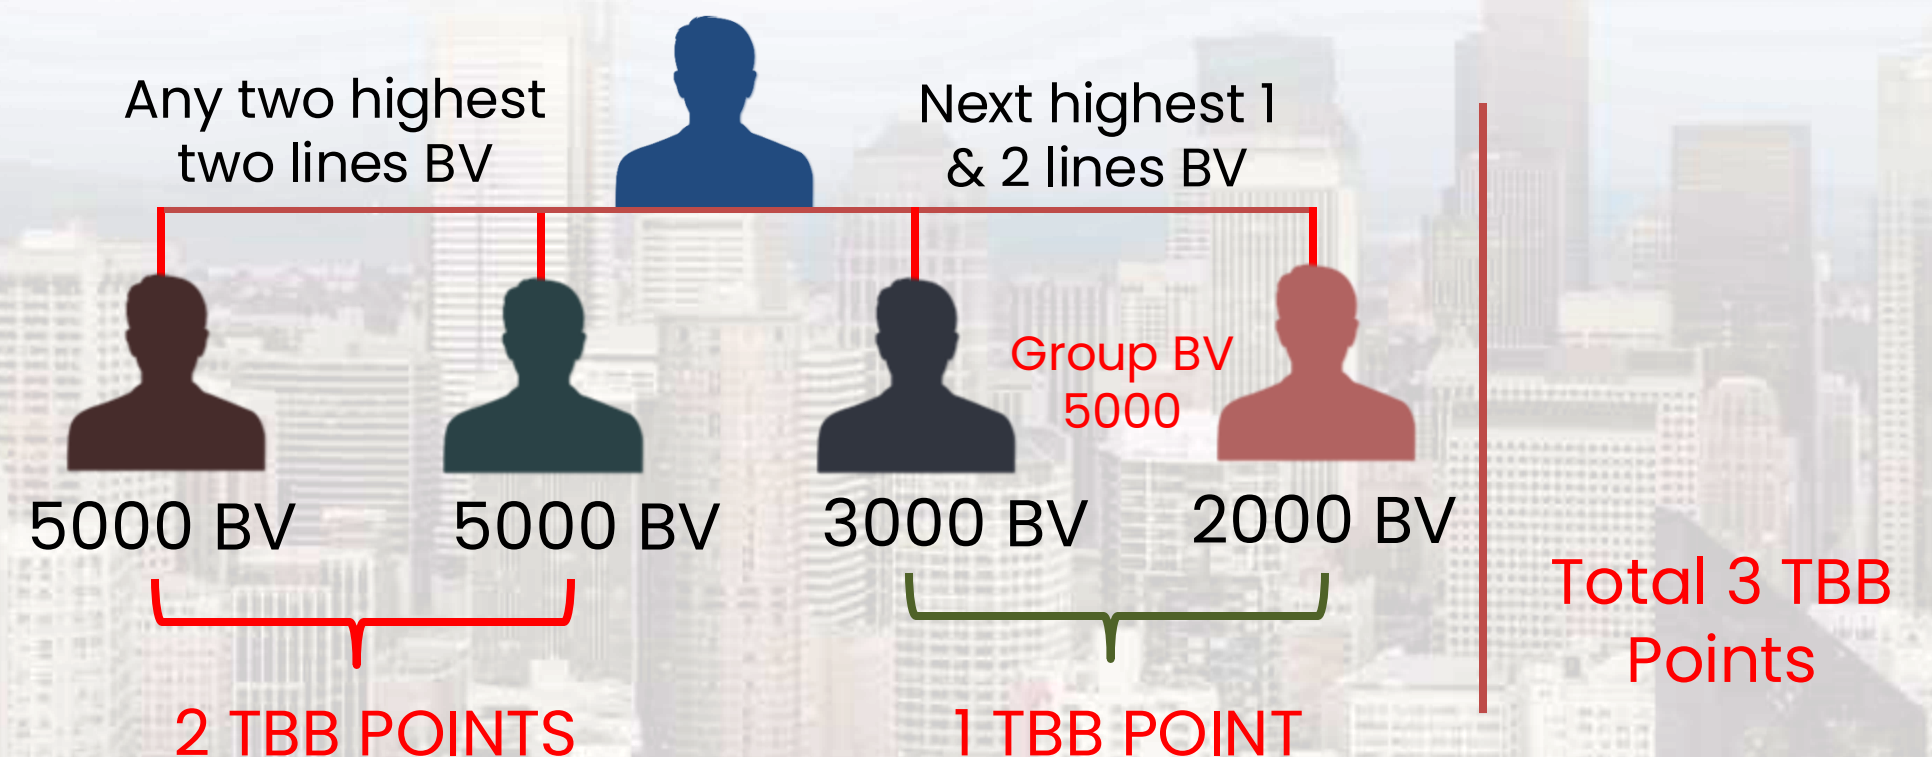 Any two highest
two lines BV
Next highest 1
& 2 lines BV
Group BV
5000
5000 BV
5000 BV
3000 BV
2000 BV
2 TBB POINTS
1 TBB POINT
Total 3 TBB
Points